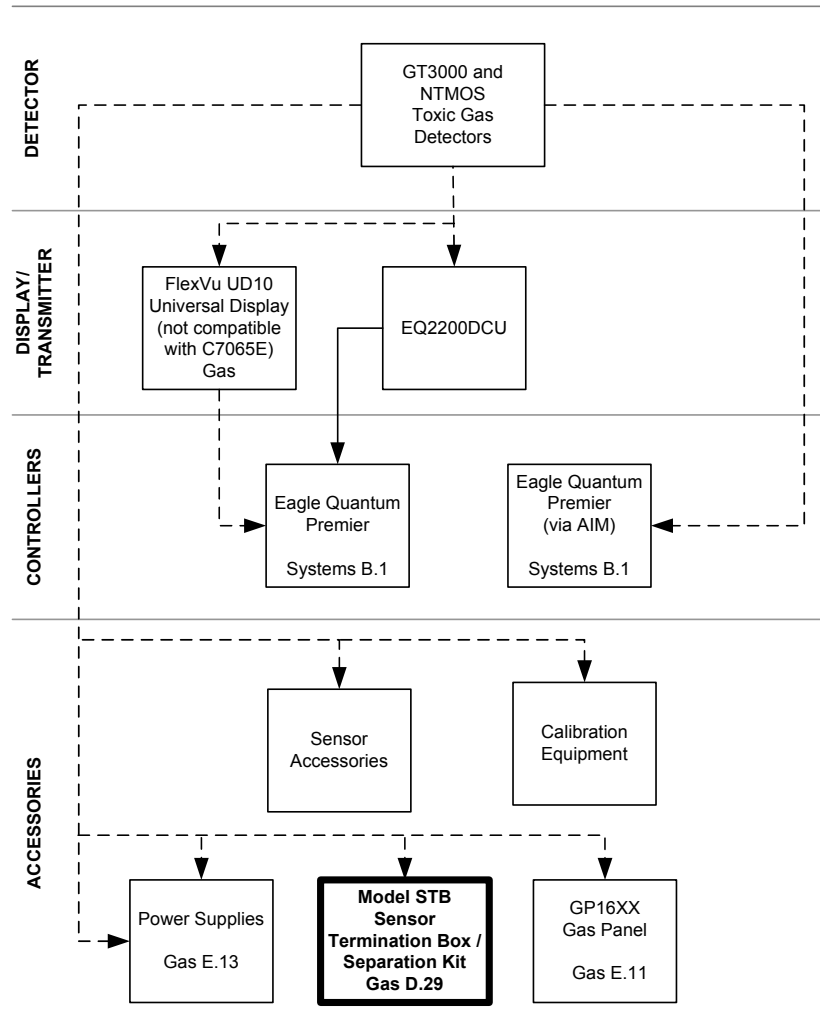 DETECTOR
GT3000 and
NTMOS
Toxic Gas
Detectors
DISPLAY/
TRANSMITTER
FlexVu UD10
Universal Display
(not compatible
with C7065E)
Gas
EQ2200DCU
CONTROLLERS
Eagle Quantum
Premier
Systems B.1
Eagle Quantum
Premier
(via AIM)
Systems B.1
ACCESSORIES
Sensor
Accessories
Calibration
Equipment
Power Supplies
Gas E.13
Model STB
Sensor
Termination Box /
Separation Kit
Gas D.29
GP16XX
Gas Panel
Gas E.11